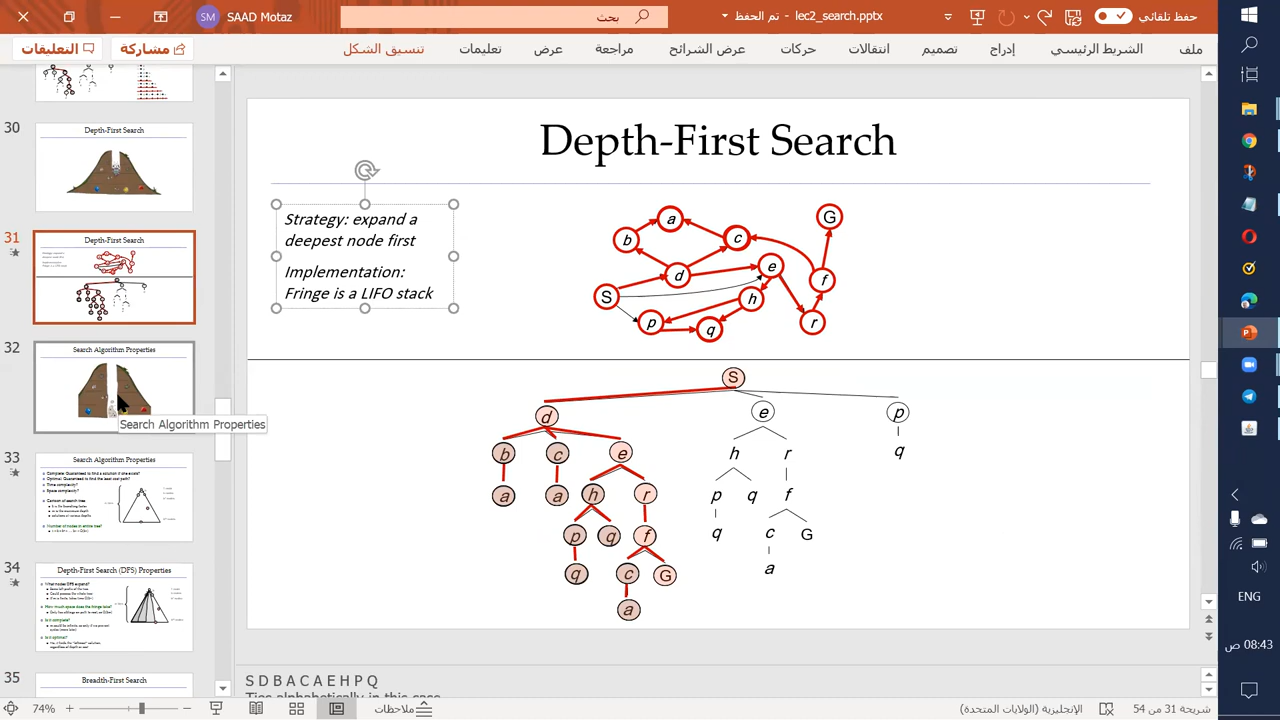 SM
SAAD Motaz
بحث
lec2_search.pptx - تم الحفظ
حفظ تلقائي
ملف
الشريط الرئيسي
إدراج
تصميم
انتقالات
حركات
عرض الشرائح
مراجعة
عرض
تعليمات
تنسيق الشكل
مشاركة
التعليقات
30
Depth-First Search
31
Depth-First Search
32
Search Algorithm Properties
Search Algorithm Properties
33
Search Algorithm Properties
34
Depth-First Search (DFS) Properties
35
Breadth-First Search
Depth-First Search
Strategy: expand a
deepest node first
Implementation:
Fringe is a LIFO stack
a
G
b
c
e
d
f
S
h
p
q
r
S
d
e
p
b
c
e
h
r
q
a
a
h
r
p
q
f
p
q
f
q
c
G
q
c
G
a
a
S D B A C A E H P Q
Ties alphabetically in this case
ENG
08:43 ص
74%
ملاحظات
الإنجليزية (الولايات المتحدة)
شريحة 31 من 54